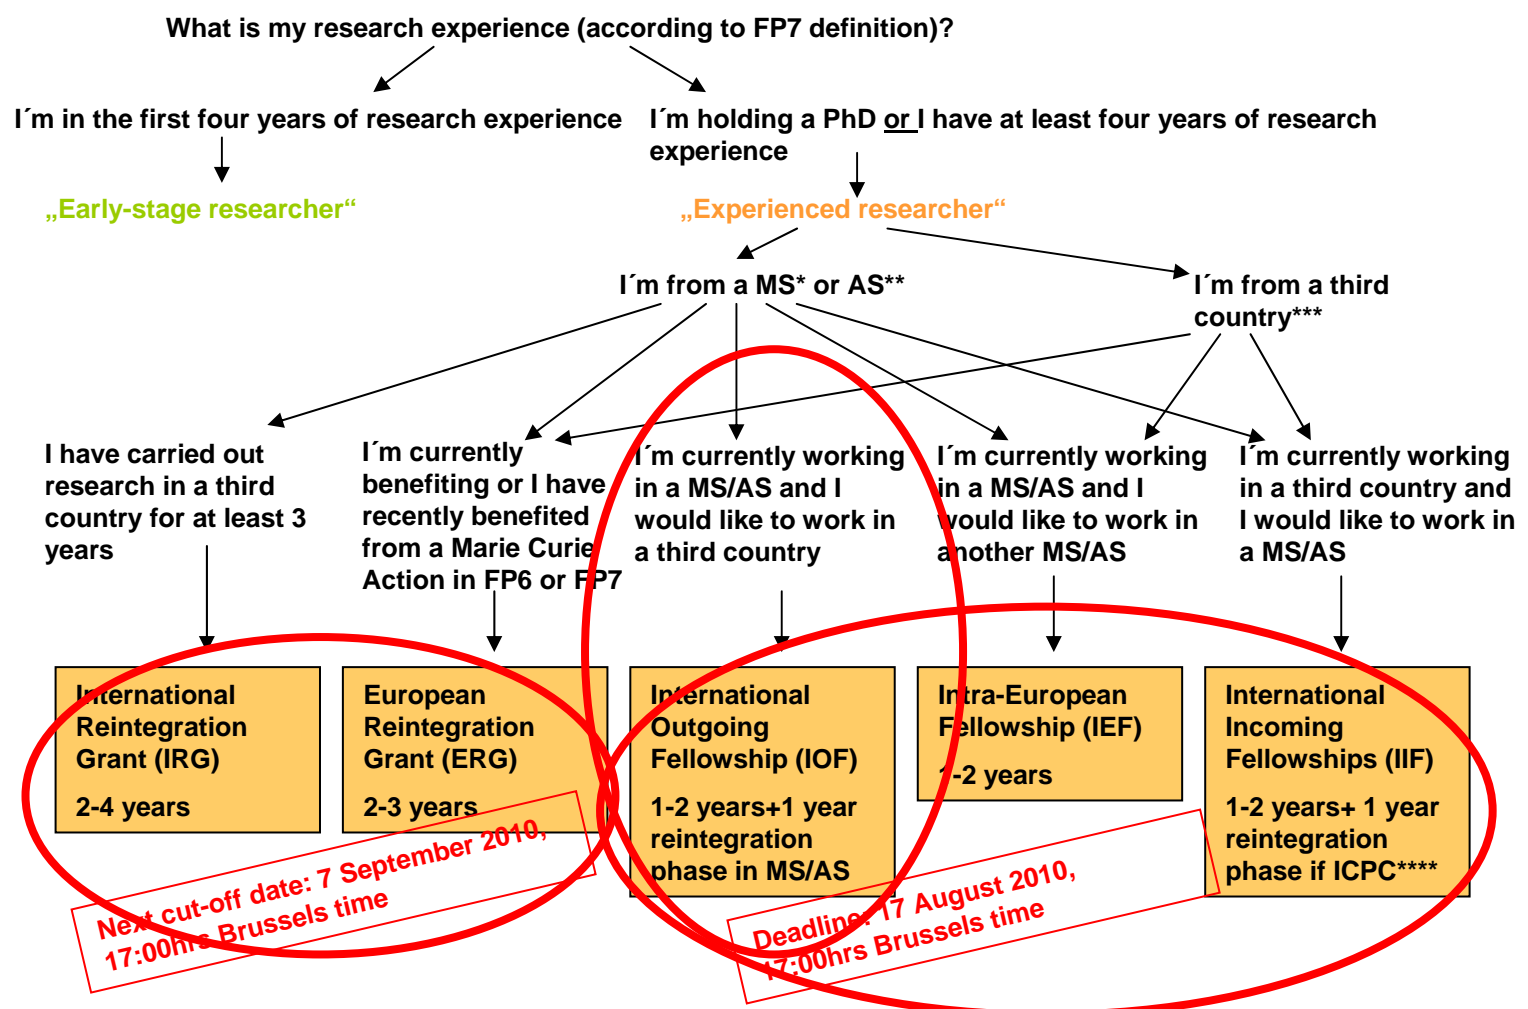 What is my research experience (according to FP7 definition)?
I´m in the first four years of research experience
I´m holding a PhD or I have at least four years of research
experience
„Early-stage researcher“
„Experienced researcher“
I´m from a MS* or AS**
I´m from a third
country***
I have carried out
research in a third
country for at least 3
years
I´m currently
benefiting or I have
recently benefited
from a Marie Curie
Action in FP6 or FP7
I´m currently working
in a MS/AS and I
would like to work in
a third country
I´m currently working
in a MS/AS and I
would like to work in
another MS/AS
I´m currently working
in a third country and
I would like to work in
a MS/AS
International
Reintegration
Grant (IRG)
2-4 years
European
Reintegration
Grant (ERG)
2-3 years
International
Outgoing
Fellowship (IOF)
1-2 years+1 year
reintegration
phase in MS/AS
Intra-European
Fellowship (IEF)
1-2 years
International
Incoming
Fellowships (IIF)
1-2 years+ 1 year
reintegration
phase if ICPC****
Next cut-off date: 7 September 2010,
17:00hrs Brussels time
Deadline: 17 August 2010,
17:00hrs Brussels time